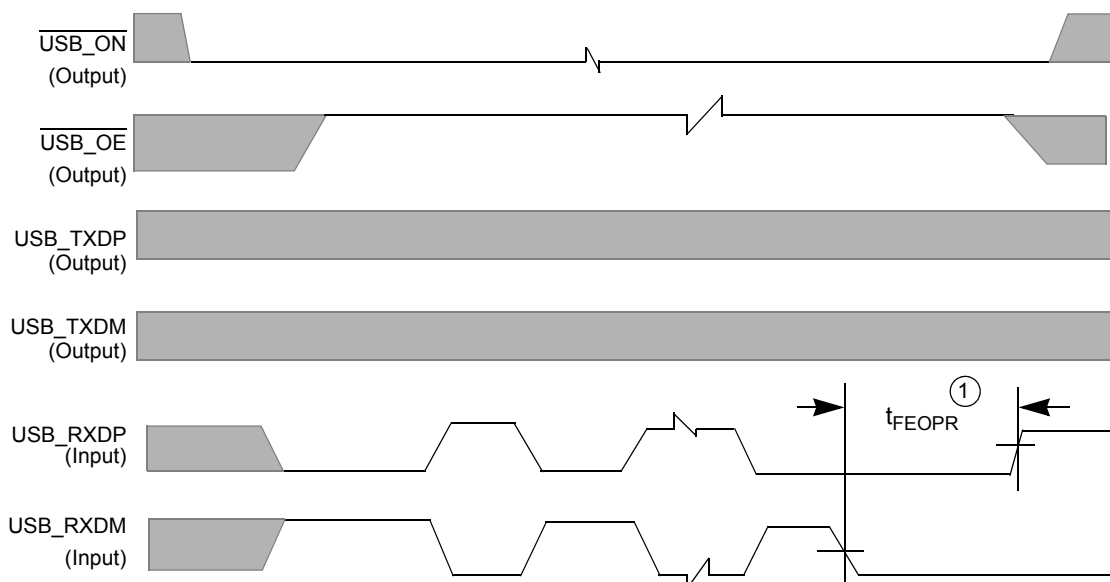 USB_ON
(Output)
USB_OE
(Output)
USB_TXDP
(Output)
USB_TXDM
(Output)
1
tFEOPR
USB_RXDP
(Input)
USB_RXDM
(Input)